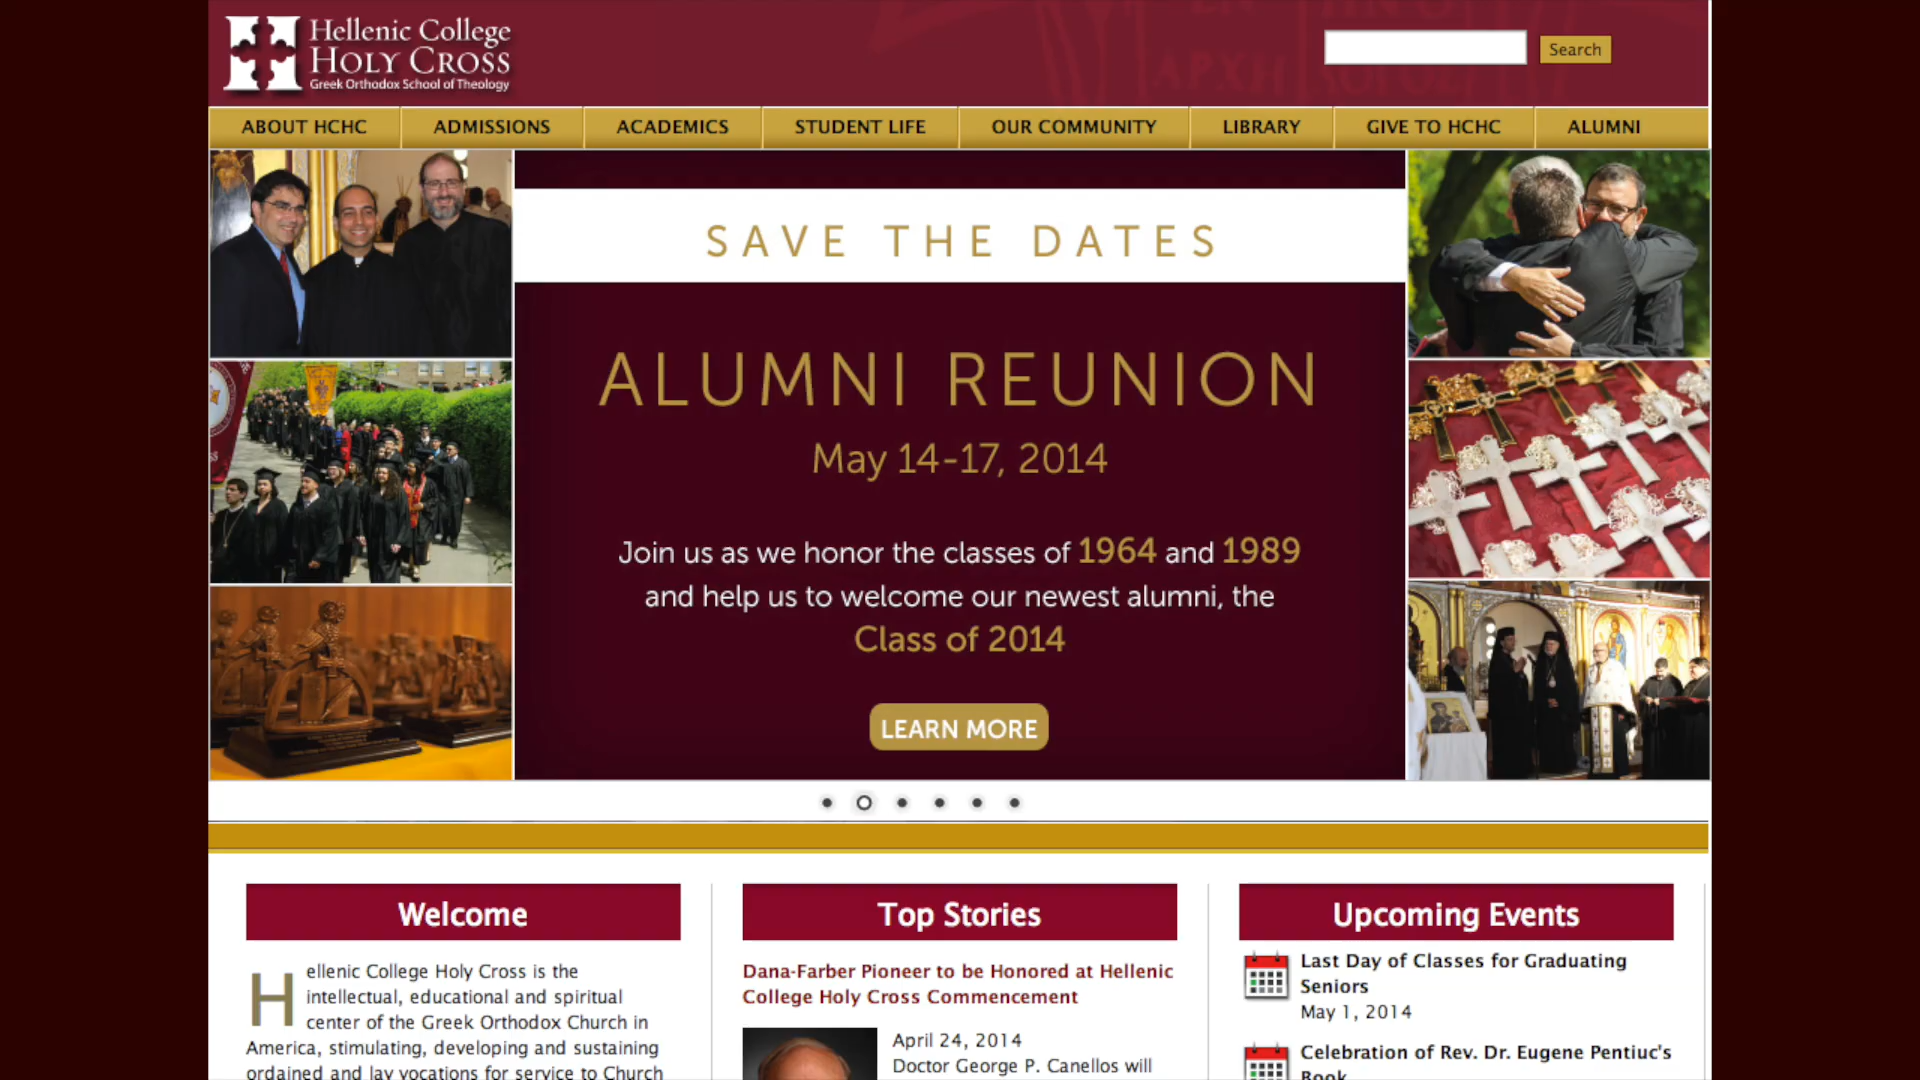 Hellenic College
HOLY CROSS
Greek Orthodox School of Theology
Search
ABOUT HCHC
ADMISSIONS
ACADEMICS
STUDENT LIFE
OUR COMMUNITY
LIBRARY
GIVE TO HCHC
ALUMNI
SAVE THE DATES
ALUMNI REUNION
May 14-17, 2014
Join us as we honor the classes of 1964 and 1989
and help us to welcome our newest alumni, the
Class of 2014
LEARN MORE
Welcome
Hellenic College Holy Cross is the
intellectual, educational and spiritual
center of the Greek Orthodox Church in
America, stimulating, developing and sustaining
ordained and lay vocations for service to Church
Top Stories
Dana-Farber Pioneer to be Honored at Hellenic
College Holy Cross Commencement
April 24, 2014
Doctor George P. Canellos will
Upcoming Events
Last Day of Classes for Graduating
Seniors
May 1, 2014
Celebration of Rev. Dr. Eugene Pentiuc's
Book